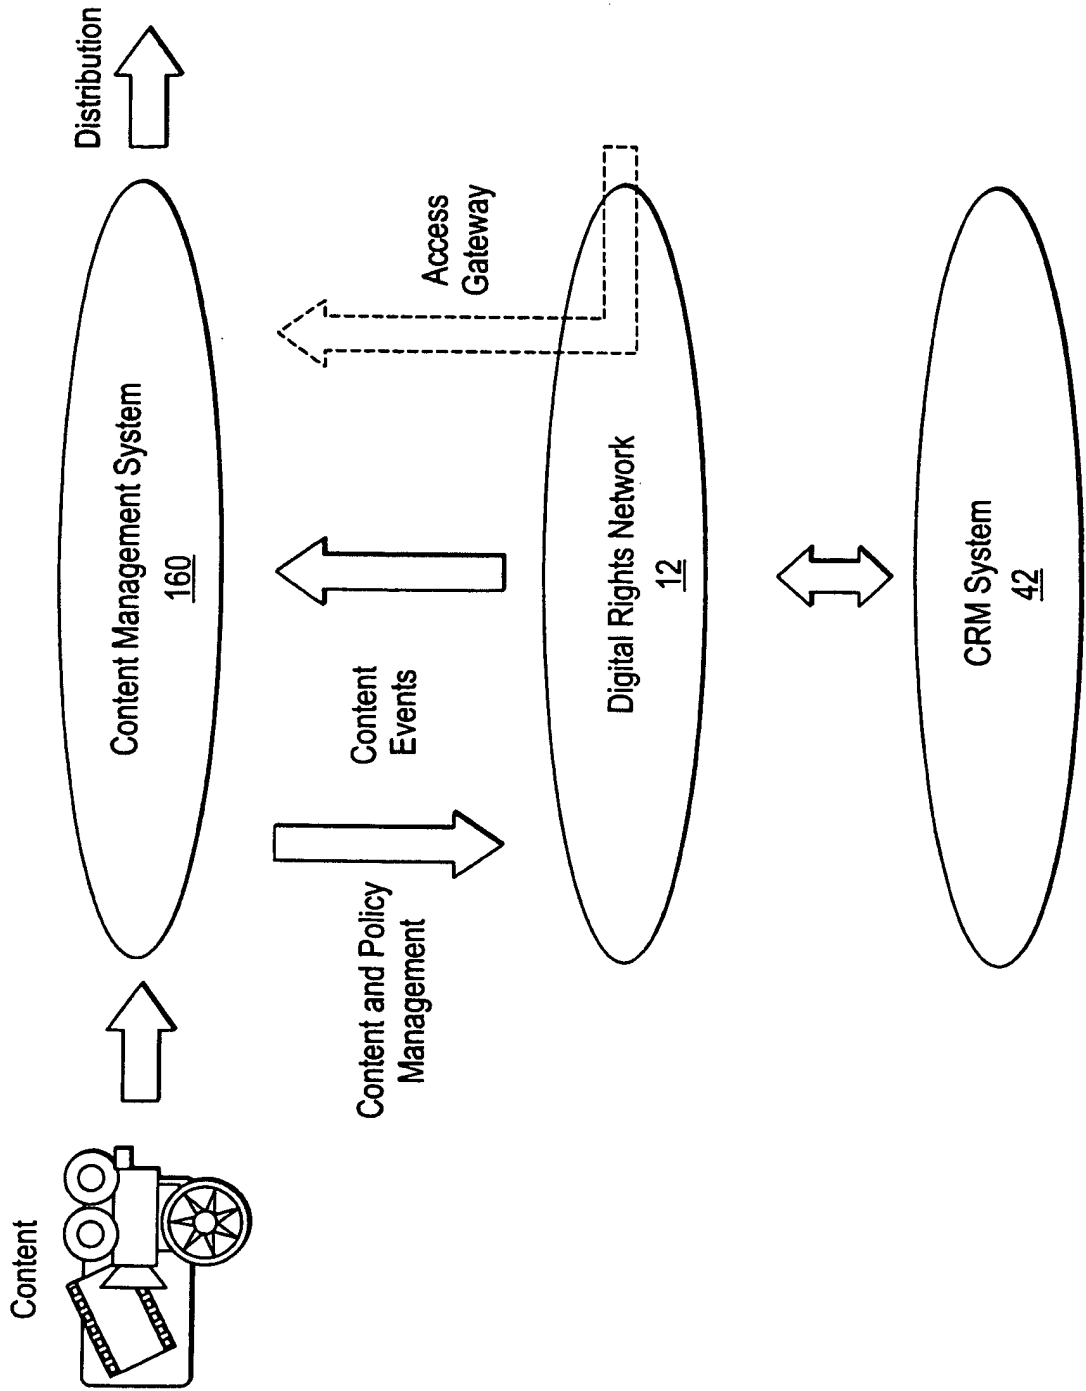 Content
Content Management System
160
Distribution
Content and Policy
Management
Content
Events
Access
Gateway
Digital Rights Network
12
CRM System
42